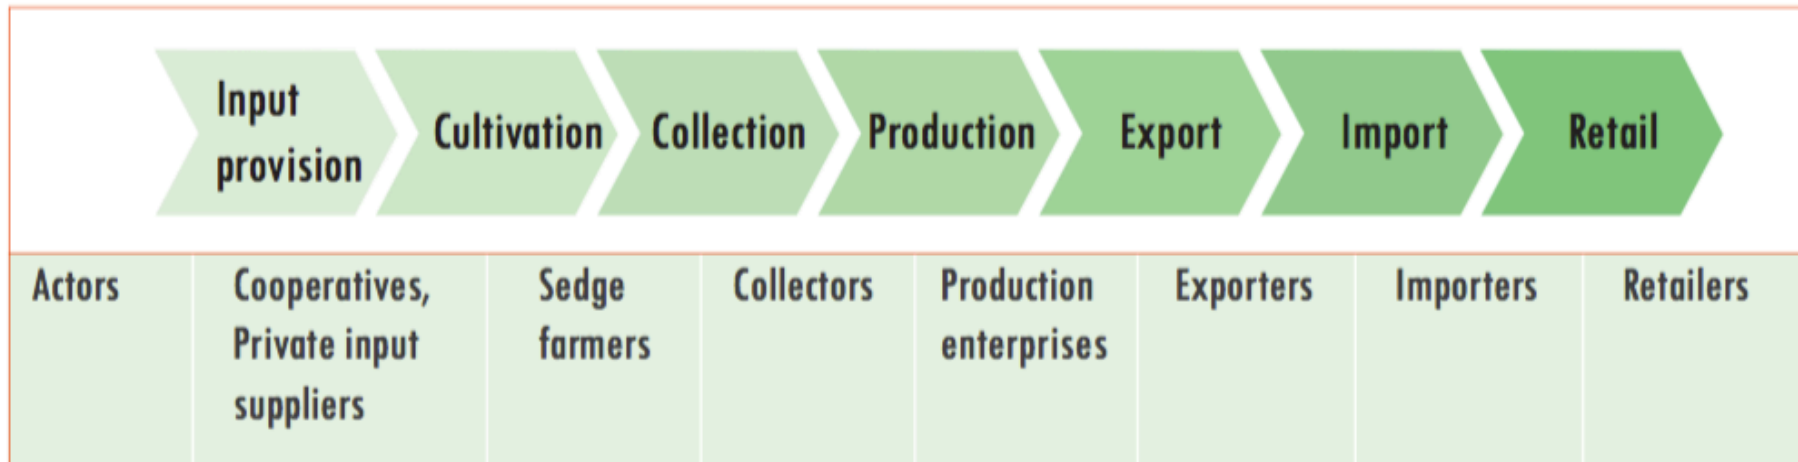 Input
provision
Cultivation
Collection
Production
Export
Import
Retail
Actors
Cooperatives,
Private input
suppliers
Sedge
farmers
Collectors
Production
enterprises
Exporters
Importers
Retailers